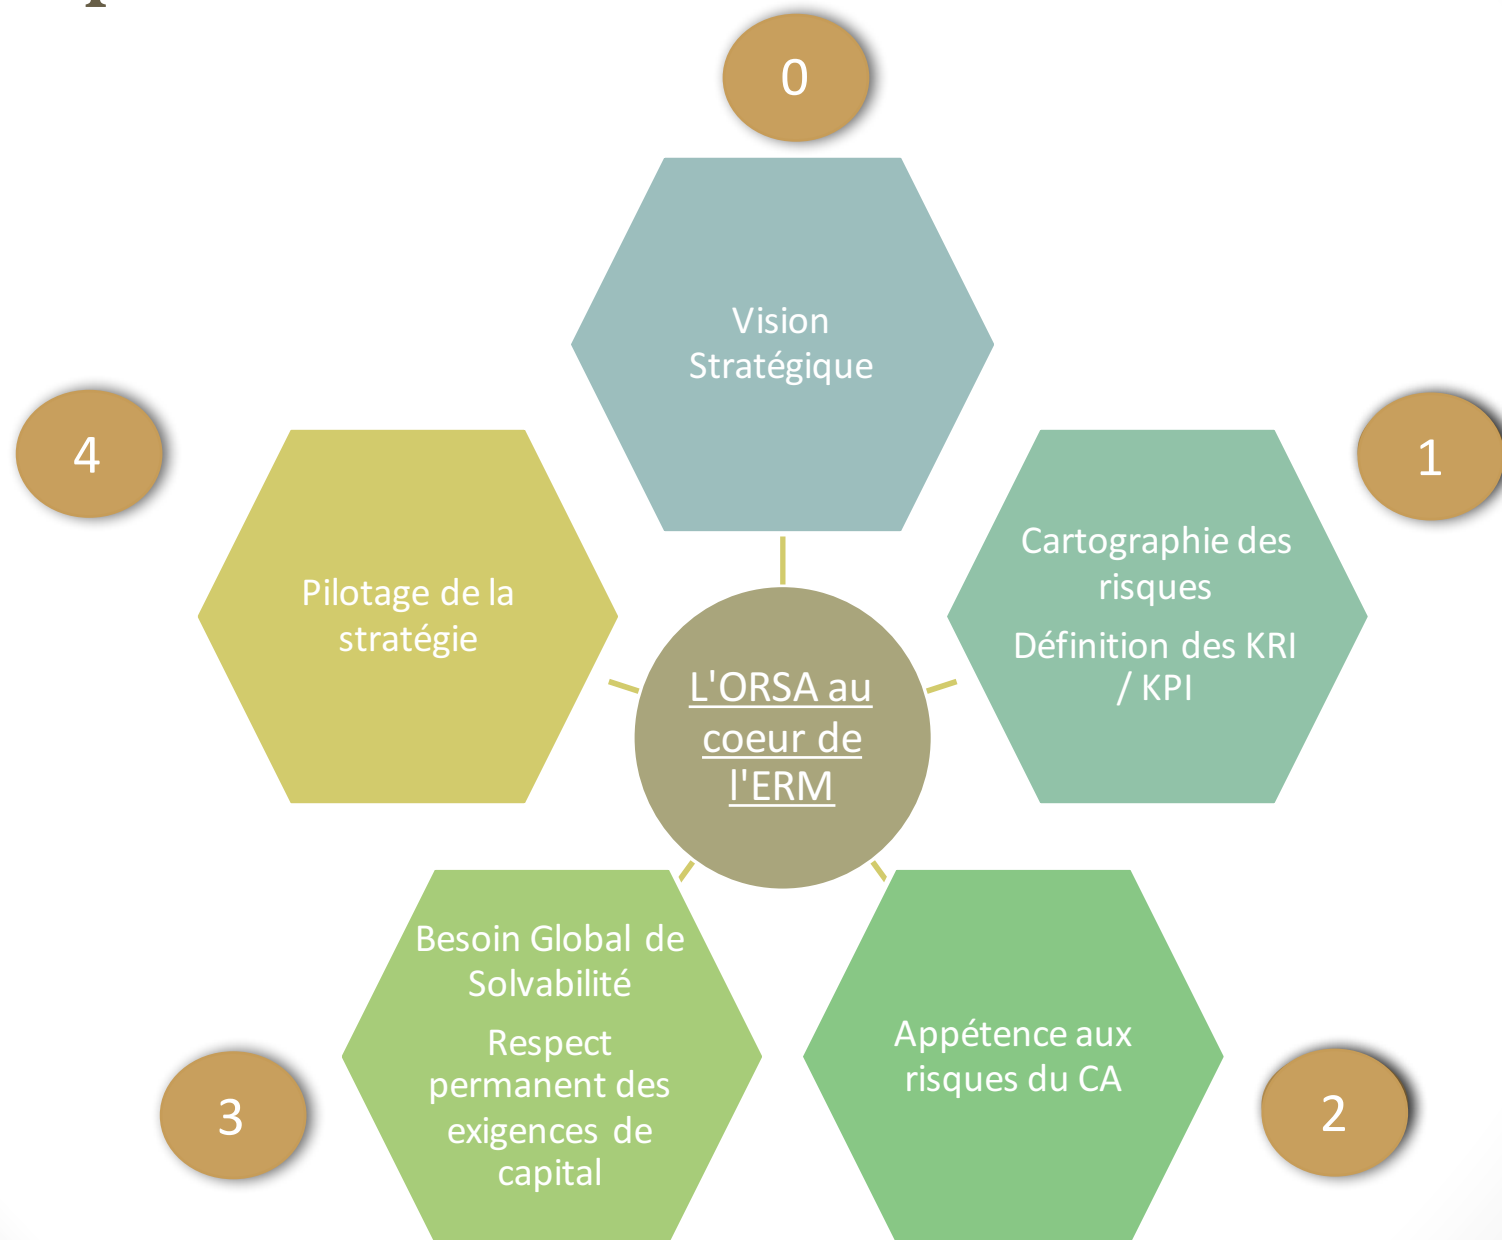 0
Vision
Stratégique
4
1
Cartographie des
risques
Définition des KRI
/ KPI
Pilotage de la
stratégie
L'ORSA au
coeur de
l'ERM
Besoin Global de
Solvabilité
Respect
permanent des
exigences de
capital
Appétence aux
risques du CA
3
2